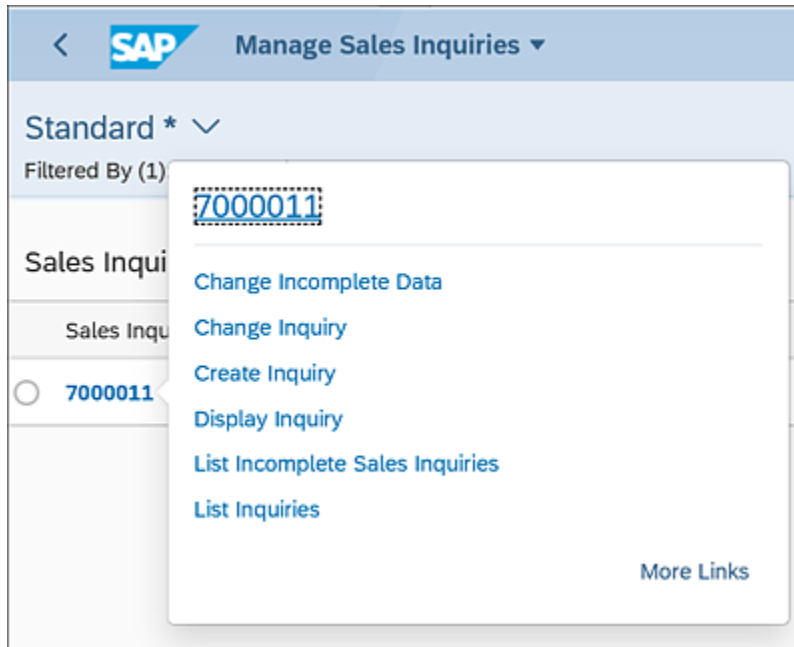 SAP Manage Sales Inquiries
Standard *
Filtered By (1)
7000011
Sales Inqui
Change Incomplete Data
Sales Inqu
Change Inquiry
Create Inquiry
7000011
Display Inquiry
List Incomplete Sales Inquiries
List Inquiries
More Links